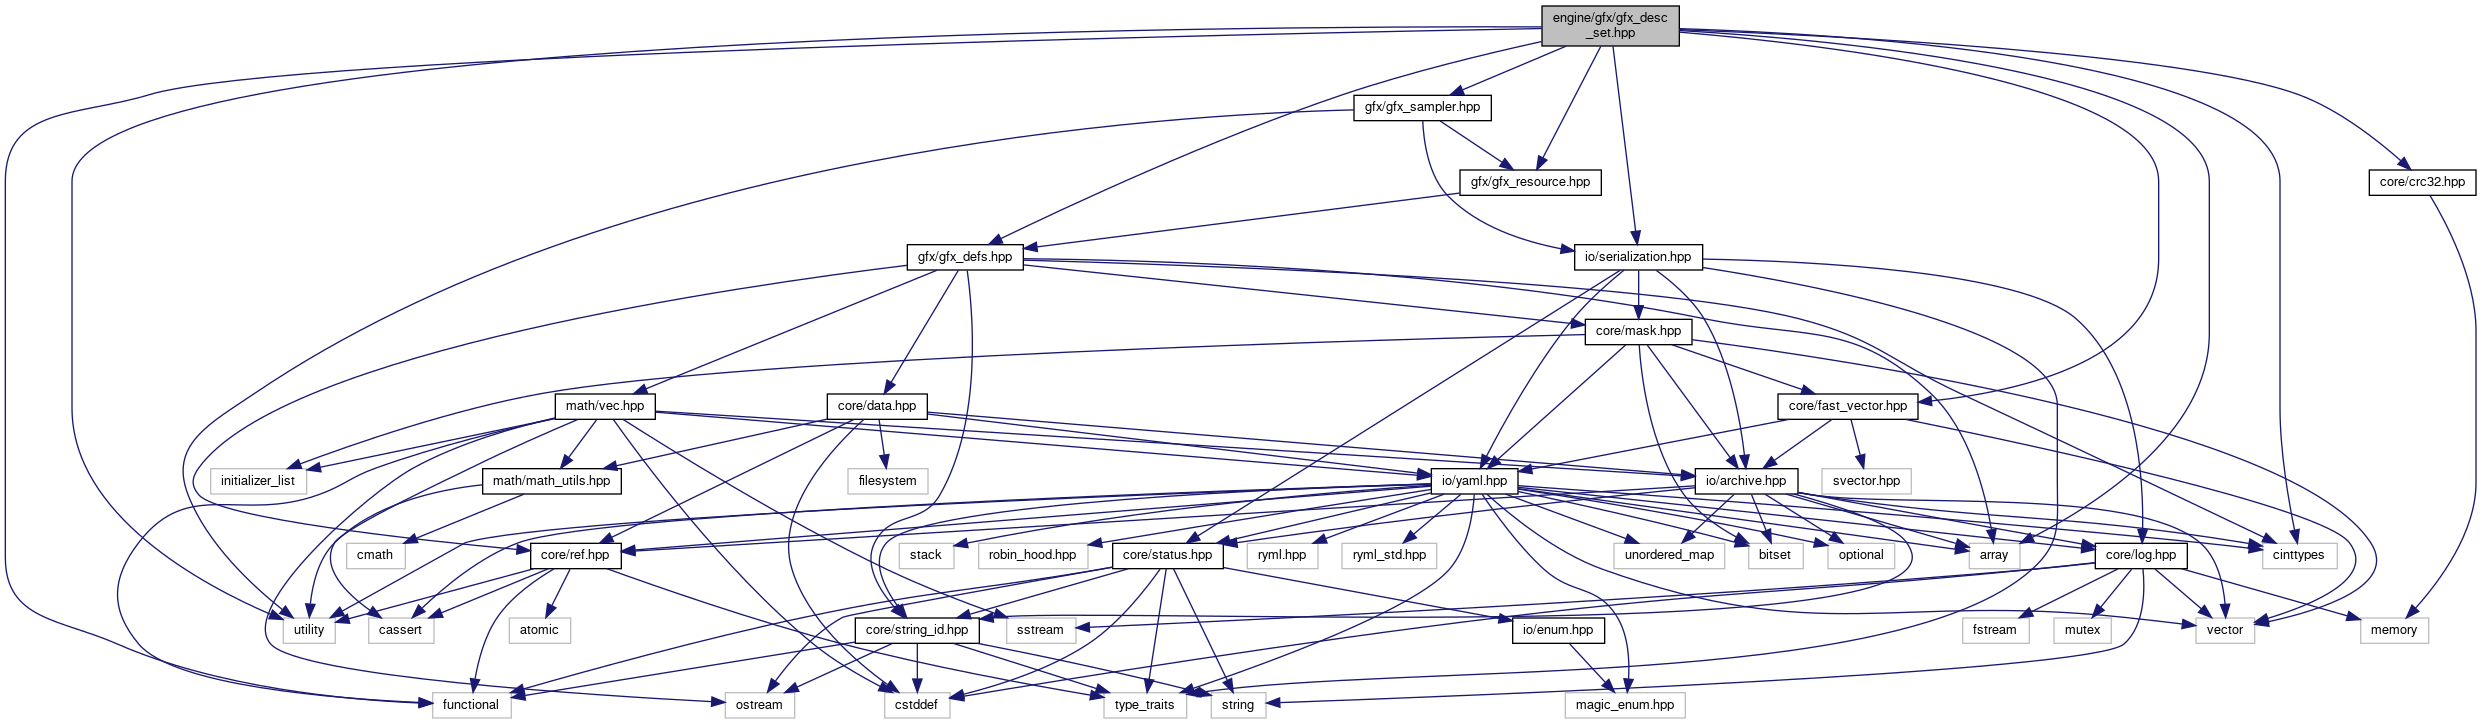 engine/gfx/gfx_desc
_set.hpp
gfx/gfx_sampler.hpp
gfx/gfx_resource.hpp
core/crc32.hpp
gfx/gfx_defs.hpp
io/serialization.hpp
core/mask.hpp
math/vec.hpp
core/data.hpp
core/fast_vector.hpp
initializer_list
math/math_utils.hpp
filesystem
io/yaml.hpp
io/archive.hpp
svector.hpp
cmath
core/ref.hpp
stack
robin_hood.hpp
core/status.hpp
ryml.hpp
ryml_std.hpp
unordered_map
bitset
optional
array
core/log.hpp
cinttypes
utility
cassert
atomic
core/string_id.hpp
sstream
io/enum.hpp
fstream
mutex
vector
memory
functional
ostream
cstddef
type_traits
string
magic_enum.hpp